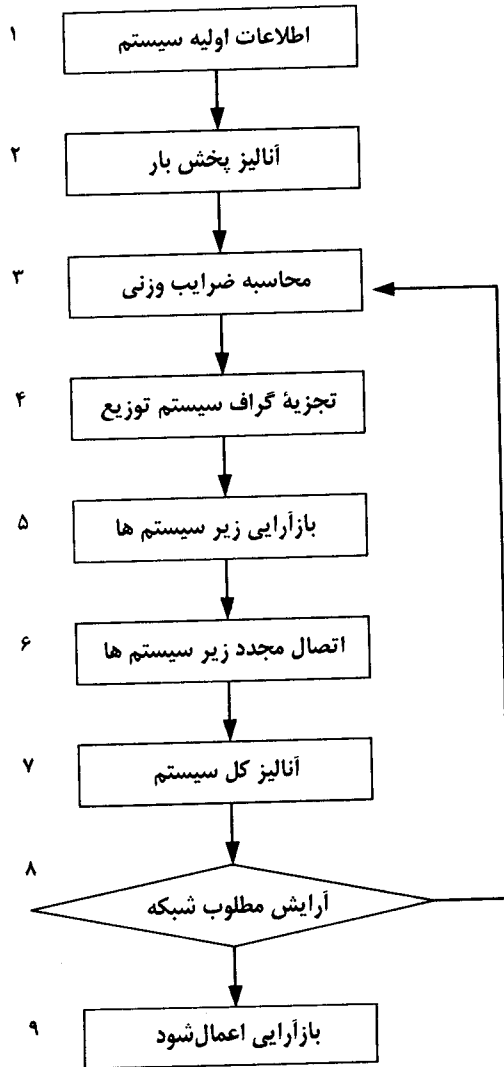 ۱
اطلاعات اولیه سیستم
۲
آنالیز پخش بار
۳
محاسبه ضرایب وزنی
۴
تجزیهٔ گراف سیستم توزیع
۵
بازآرایی زیر سیستم ها
۶
اتصال مجدد زیر سیستم ها
۷
آنالیز کل سیستم
۸
آرایش مطلوب شبکه
۹
بازآرایی اعمال‌شود